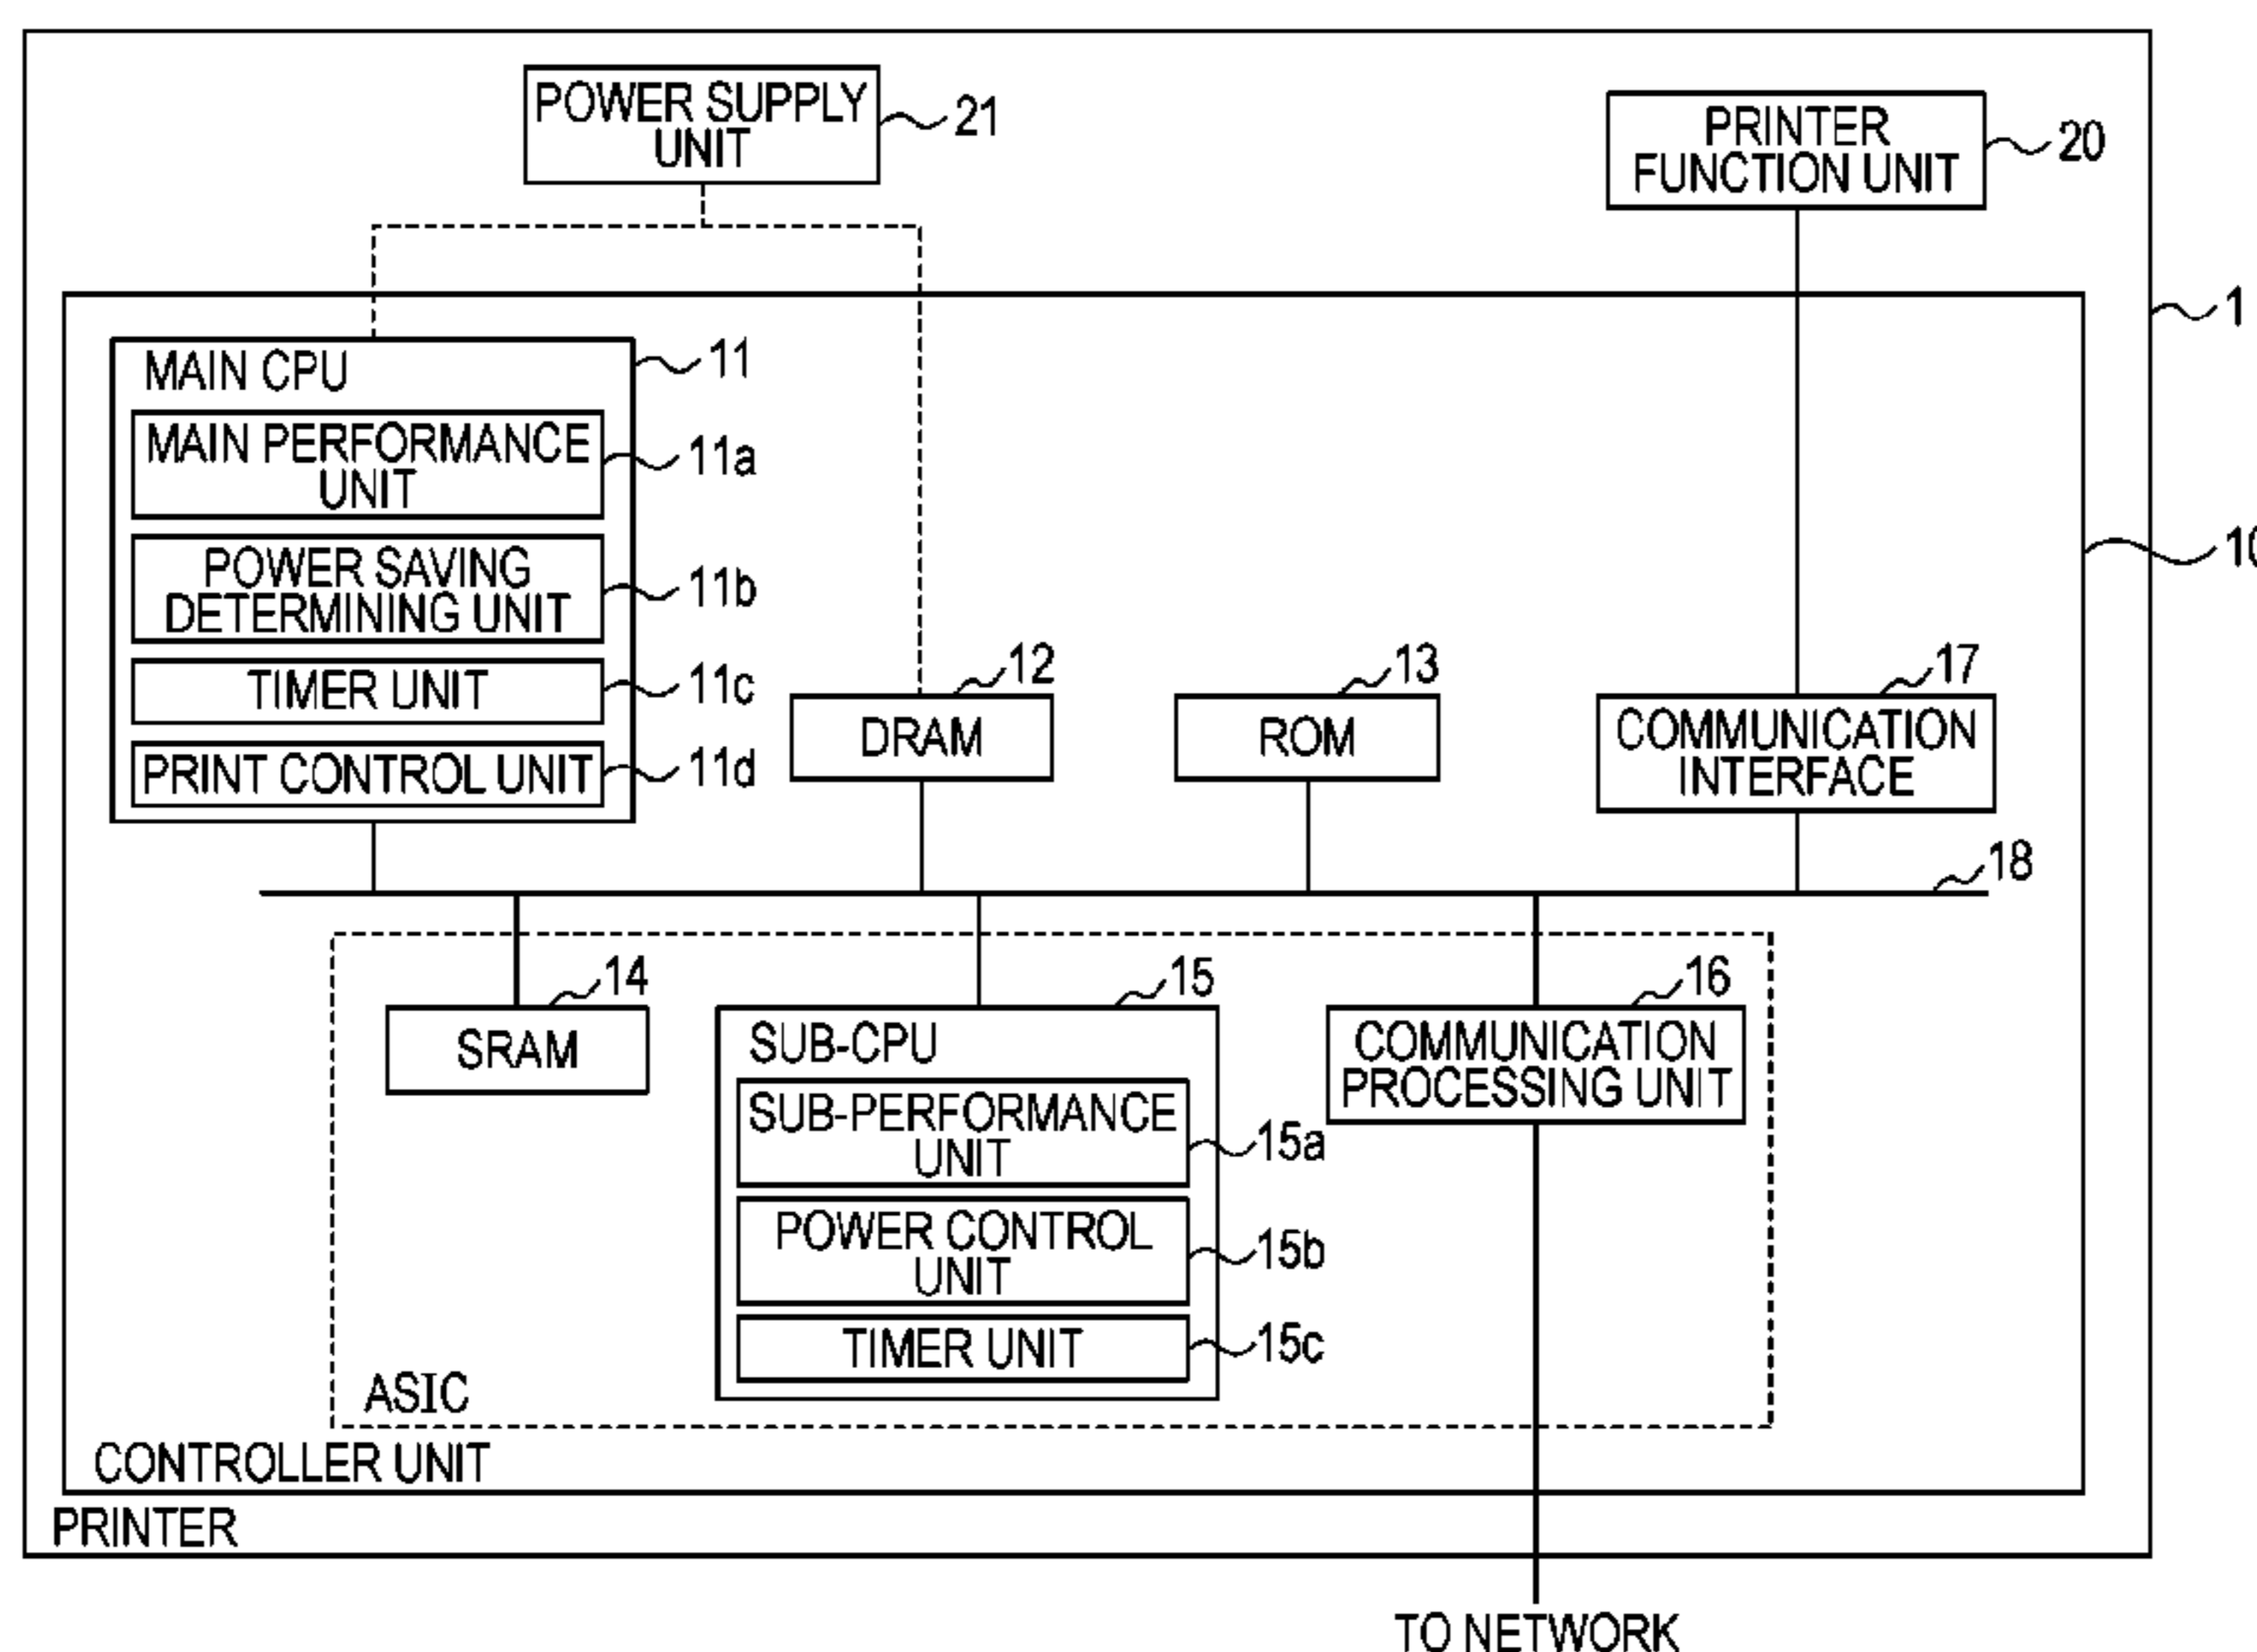 POWER SUPPLY
UNIT
21
PRINTER
FUNCTION UNIT
20
1
MAIN CPU
11
MAIN PERFORMANCE
UNIT
11a
POWER SAVING
DETERMINING UNIT
11b
TIMER UNIT
11c
PRINT CONTROL UNIT
11d
10
12
DRAM
13
ROM
17
COMMUNICATION
INTERFACE
18
14
SRAM
15
SUB-CPU
SUB-PERFORMANCE
UNIT
15a
POWER CONTROL
UNIT
15b
TIMER UNIT
15c
16
COMMUNICATION
PROCESSING UNIT
ASIC
CONTROLLER UNIT
PRINTER
TO NETWORK